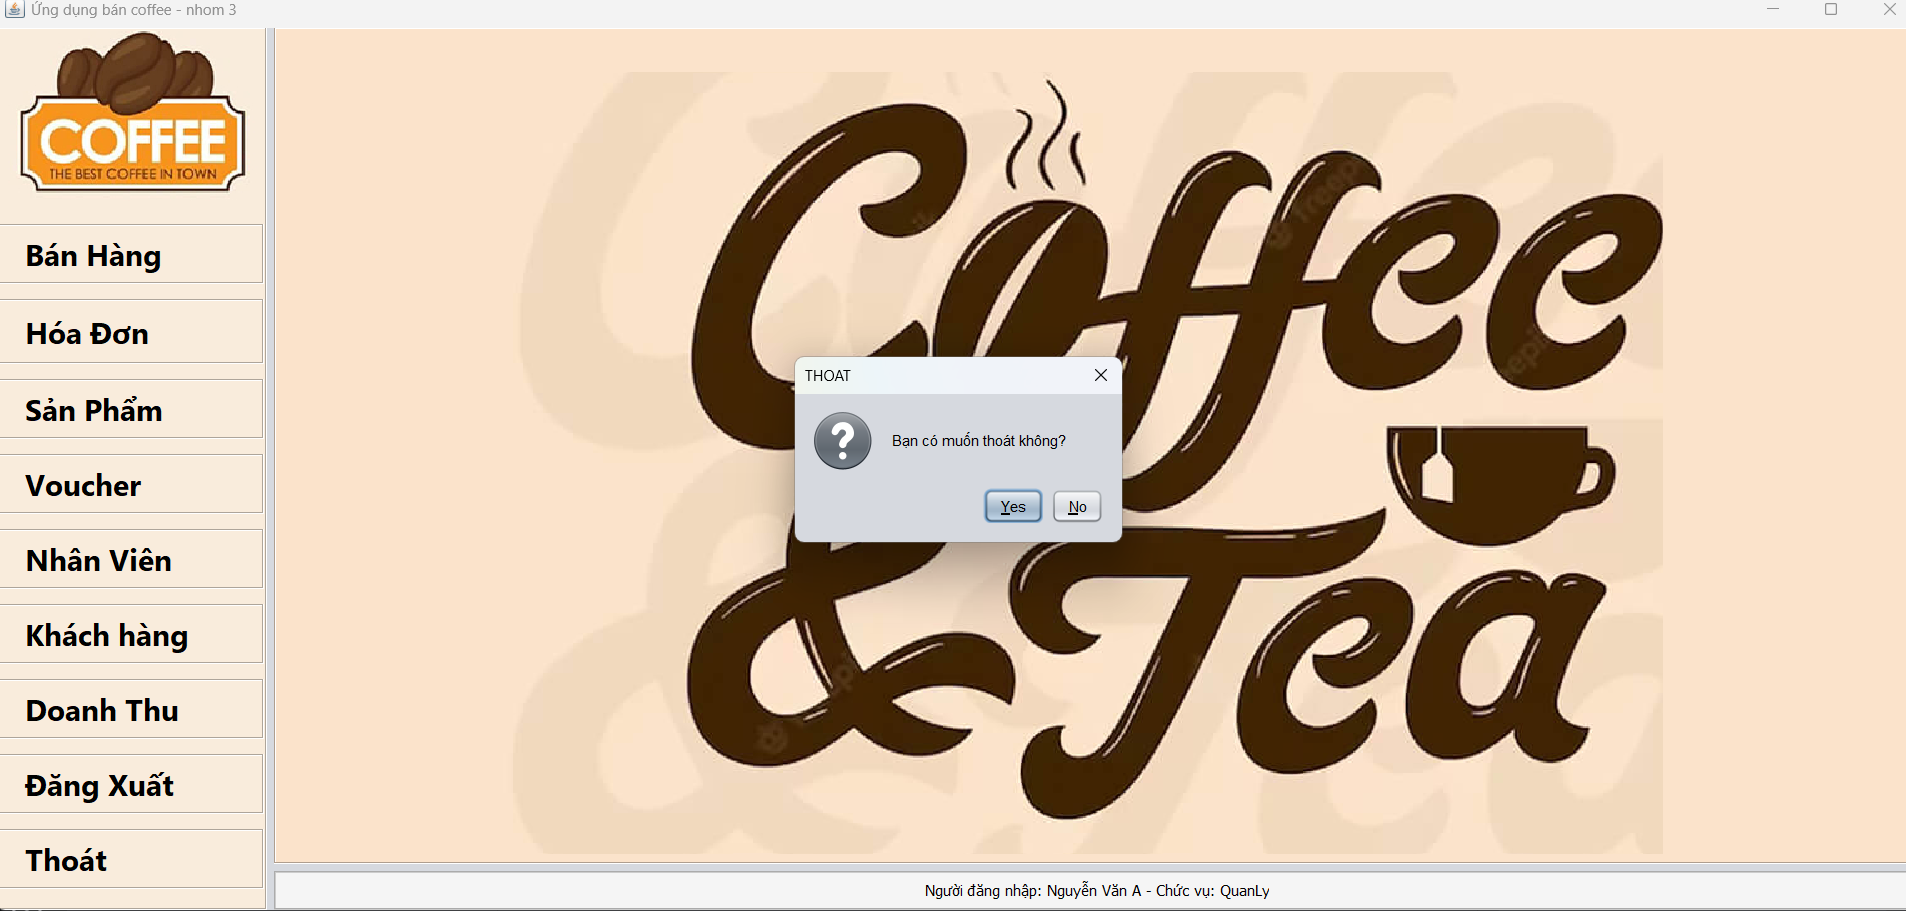 Ứng dụng bán coffee - nhom 3
COFFEE
THE BEST COFFEE IN TOWN
Bán Hàng
Hóa Đơn
Sản Phẩm
Voucher
Nhân Viên
Khách hàng
Doanh Thu
Đăng Xuất
Thoát
Coffee
& Tea
THOAT
Bạn có muốn thoát không?
Yes
No
Người đăng nhập: Nguyễn Văn A - Chức vụ: QuanLy